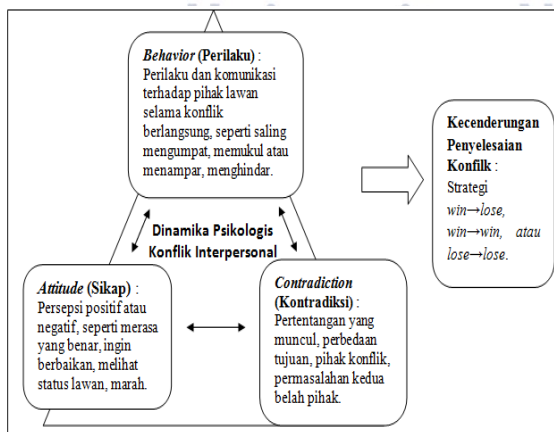 Behavior (Perilaku) :
Perilaku dan komunikasi
terhadap pihak lawan
selama konflik
berlangsung, seperti saling
mengumpat, memukul atau
menampar, menghindar.
Kecenderungan
Penyelesaian
Konfilk :
Strategi
win→lose,
win→win, atau
lose→lose.
Dinamika Psikologis
Konflik Interpersonal
Attitude (Sikap) :
Persepsi positif atau
negatif, seperti merasa
yang benar, ingin
berbaikan, melihat
status lawan, marah.
Contradiction
(Kontradiksi) :
Pertentangan yang
muncul, perbedaan
tujuan, pihak konflik,
permasalahan kedua
belah pihak.